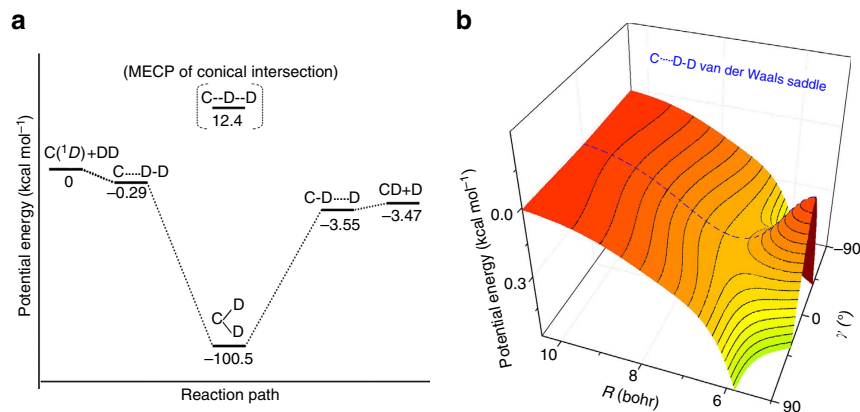 a
(MECP of conical intersection)
C--D--D
12.4
C(¹D)+DD
0
C·····D-D
−0.29
C-D·····D
−3.55
CD+D
−3.47
D
C
D
−100.5
Potential energy (kcal mol⁻¹)
Reaction path
b
C·····D-D van der Waals saddle
0.0
0.3
Potential energy (kcal mol⁻¹)
10
8
6
R (bohr)
−90
0
90
γ (°)